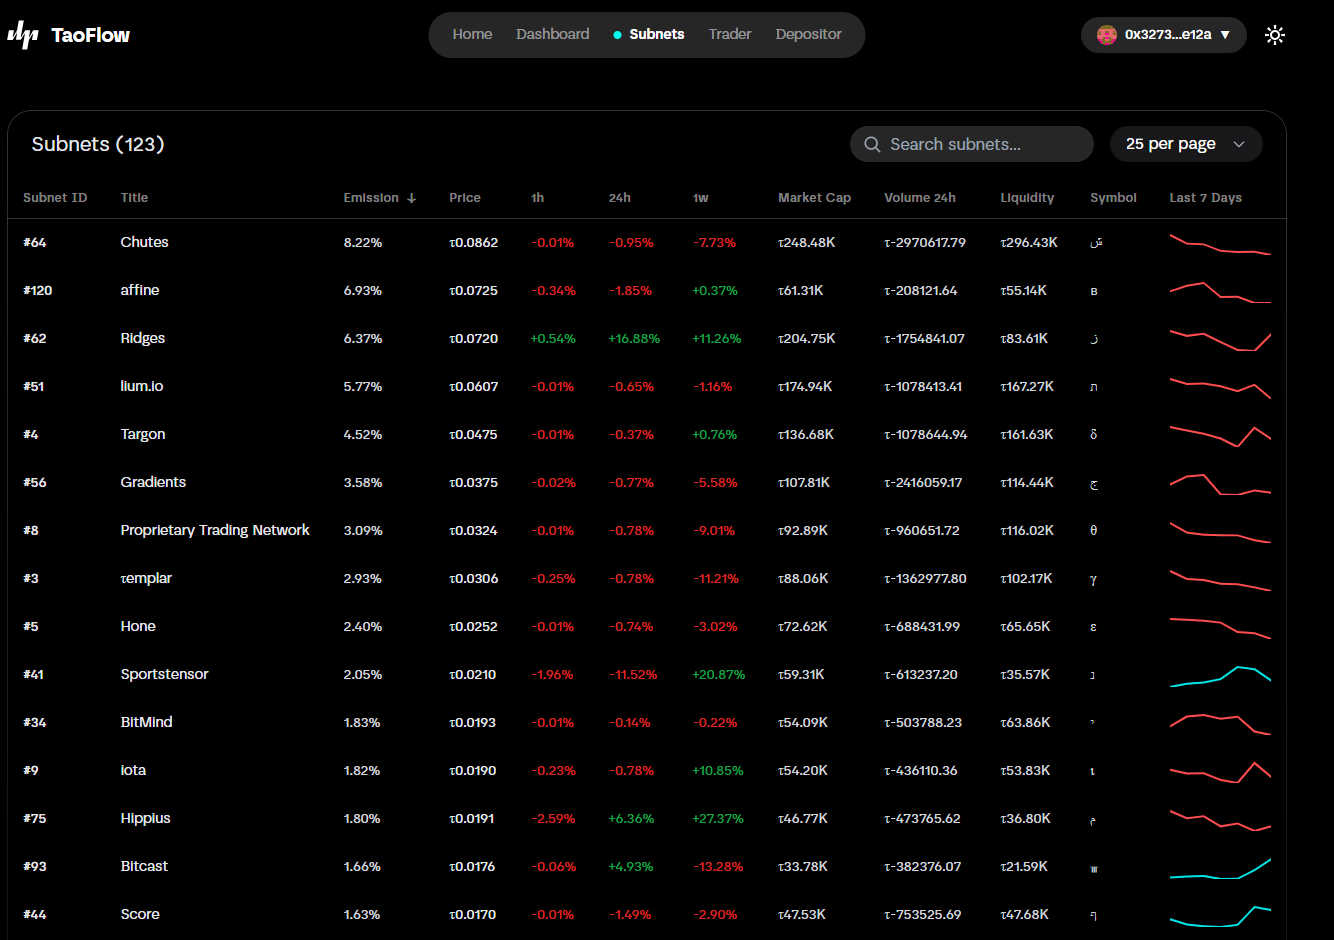 TaoFlow Home Dashboard Subnets Trader Depositor 0x3273...e12a ▼
Subnets (123) Search subnets... 25 per page
Subnet ID Title Emission ↓ Price 1h 24h 1w Market Cap Volume 24h Liquidity Symbol Last 7 Days
#64 Chutes 8.22% τ0.0862 -0.01% -0.95% -7.73% τ248.48K τ-2970617.79 τ296.43K
#120 affine 6.93% τ0.0725 -0.34% -1.85% +0.37% τ61.31K τ-208121.64 τ55.14K ʙ
#62 Ridges 6.37% τ0.0720 +0.54% +16.88% +11.26% τ204.75K τ-1754841.07 τ83.61K ز
#51 lium.io 5.77% τ0.0607 -0.01% -0.65% -1.16% τ174.94K τ-1078413.41 τ167.27K ת
#4 Targon 4.52% τ0.0475 -0.01% -0.37% +0.76% τ136.68K τ-1078644.94 τ161.63K δ
#56 Gradients 3.58% τ0.0375 -0.02% -0.77% -5.58% τ107.81K τ-2416059.17 τ114.44K ج
#8 Proprietary Trading Network 3.09% τ0.0324 -0.01% -0.78% -9.01% τ92.89K τ-960651.72 τ116.02K θ
#3 τemplar 2.93% τ0.0306 -0.25% -0.78% -11.21% τ88.06K τ-1362977.80 τ102.17K γ
#5 Hone 2.40% τ0.0252 -0.01% -0.74% -3.02% τ72.62K τ-688431.99 τ65.65K ε
#41 Sportstensor 2.05% τ0.0210 -1.96% -11.52% +20.87% τ59.31K τ-613237.20 τ35.57K נ
#34 BitMind 1.83% τ0.0193 -0.01% -0.14% -0.22% τ54.09K τ-503788.23 τ63.86K י
#9 iota 1.82% τ0.0190 -0.23% -0.78% +10.85% τ54.20K τ-436110.36 τ53.83K ι
#75 Hippius 1.80% τ0.0191 -2.59% +6.36% +27.37% τ46.77K τ-473765.62 τ36.80K م
#93 Bitcast 1.66% τ0.0176 -0.06% +4.93% -13.28% τ33.78K τ-382376.07 τ21.59K
#44 Score 1.63% τ0.0170 -0.01% -1.49% -2.90% τ47.53K τ-753525.69 τ47.68K ף